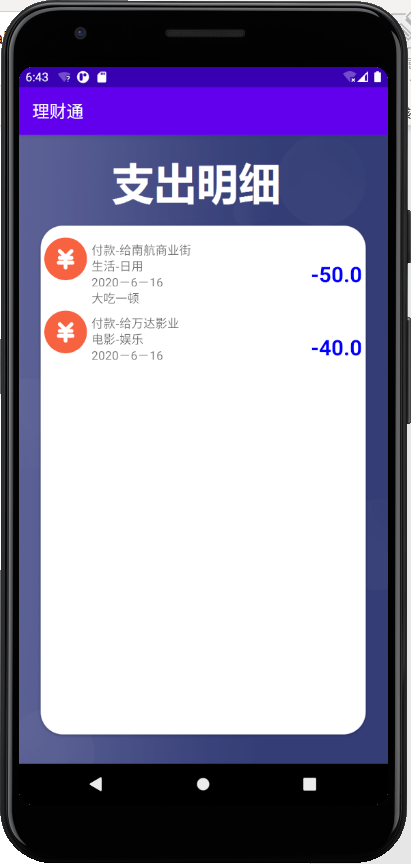 6:43
理财通
支出明细
付款-给南航商业街
生活-日用
2020－6－16
大吃一顿
-50.0
付款-给万达影业
电影-娱乐
2020－6－16
-40.0